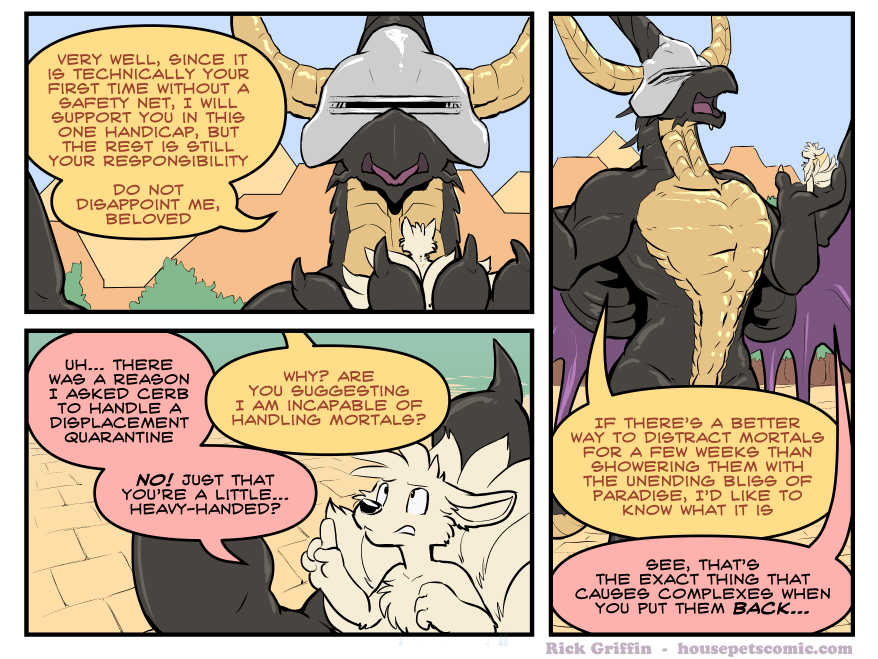 VERY WELL, SINCE IT
IS TECHNICALLY YOUR
FIRST TIME WITHOUT A
SAFETY NET, I WILL
SUPPORT YOU IN THIS
ONE HANDICAP, BUT
THE REST IS STILL
YOUR RESPONSIBILITY
DO NOT
DISAPPOINT ME,
BELOVED
UH... THERE
WAS A REASON
I ASKED CERB
TO HANDLE A
DISPLACEMENT
QUARANTINE
WHY? ARE
YOU SUGGESTING
I AM INCAPABLE OF
HANDLING MORTALS?
NO! JUST THAT
YOU'RE A LITTLE...
HEAVY-HANDED?
IF THERE'S A BETTER
WAY TO DISTRACT MORTALS
FOR A FEW WEEKS THAN
SHOWERING THEM WITH
THE UNENDING BLISS OF
PARADISE, I'D LIKE TO
KNOW WHAT IT IS
SEE, THAT'S
THE EXACT THING THAT
CAUSES COMPLEXES WHEN
YOU PUT THEM BACK...
Rick Griffin - housepetscomic.com